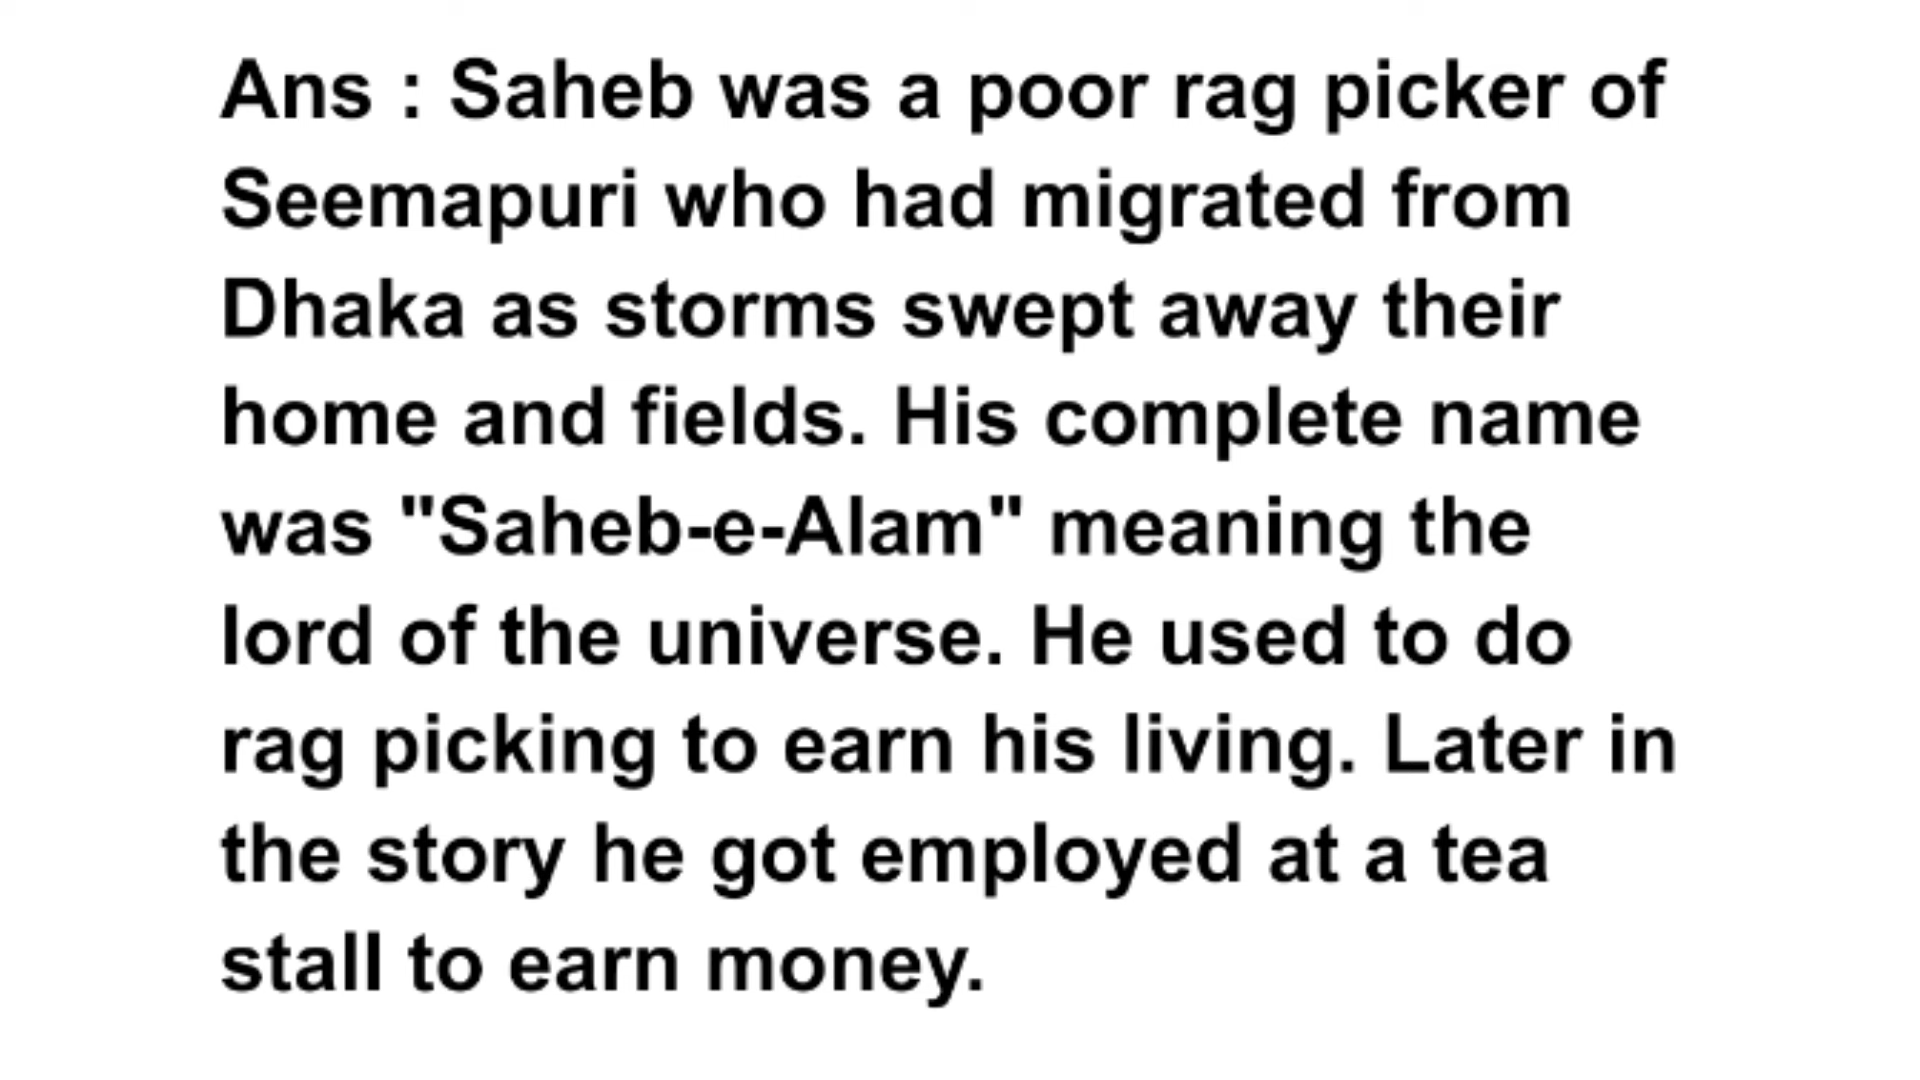 Ans : Saheb was a poor rag picker of
Seemapuri who had migrated from
Dhaka as storms swept away their
home and fields. His complete name
was "Saheb-e-Alam" meaning the
lord of the universe. He used to do
rag picking to earn his living. Later in
the story he got employed at a tea
stall to earn money.